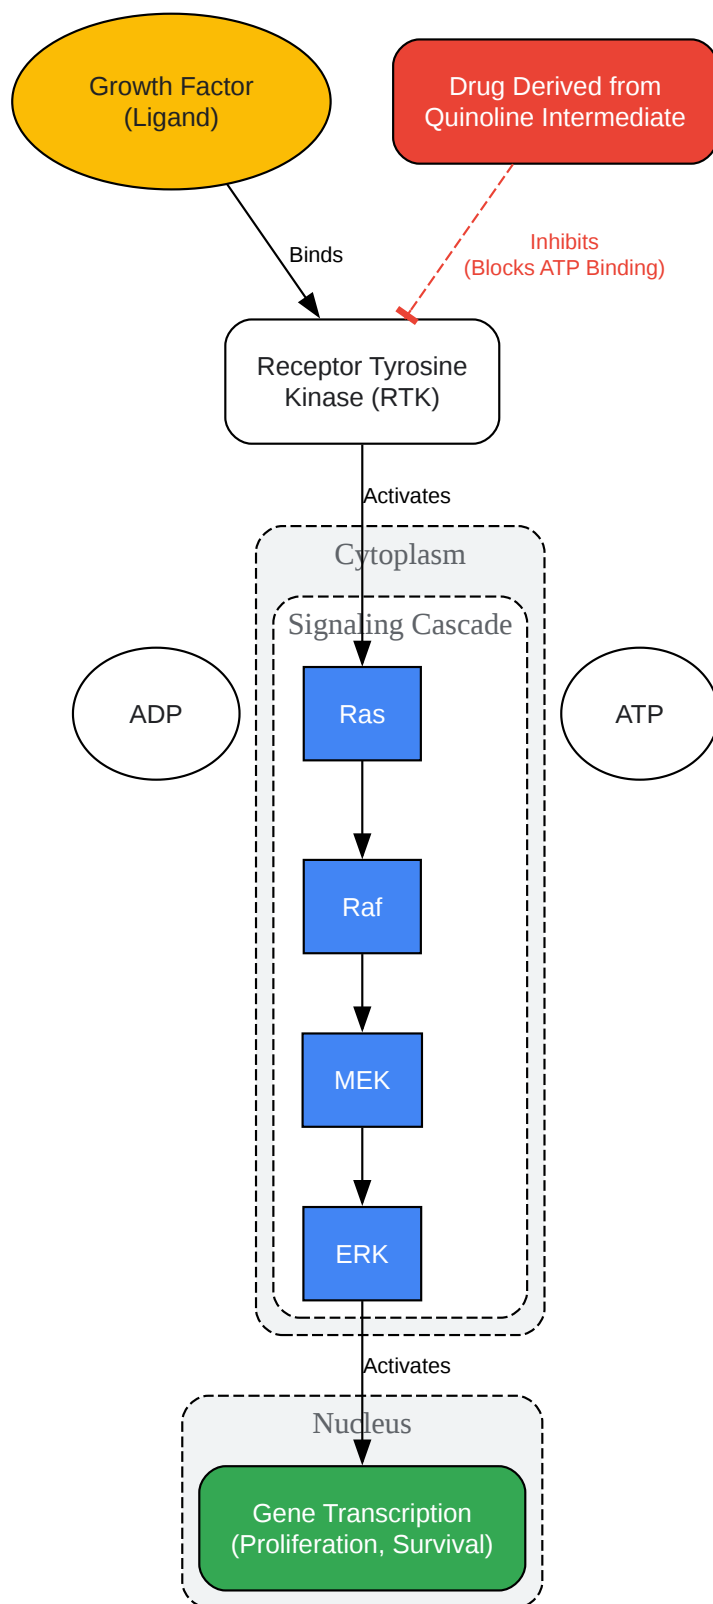 Growth Factor
(Ligand)
Drug Derived from
Quinoline Intermediate
Binds
Inhibits
(Blocks ATP Binding)
Receptor Tyrosine
Kinase (RTK)
Activates
Cytoplasm
Signaling Cascade
ADP
Ras
ATP
Raf
MEK
ERK
Activates
Nucleus
Gene Transcription
(Proliferation, Survival)